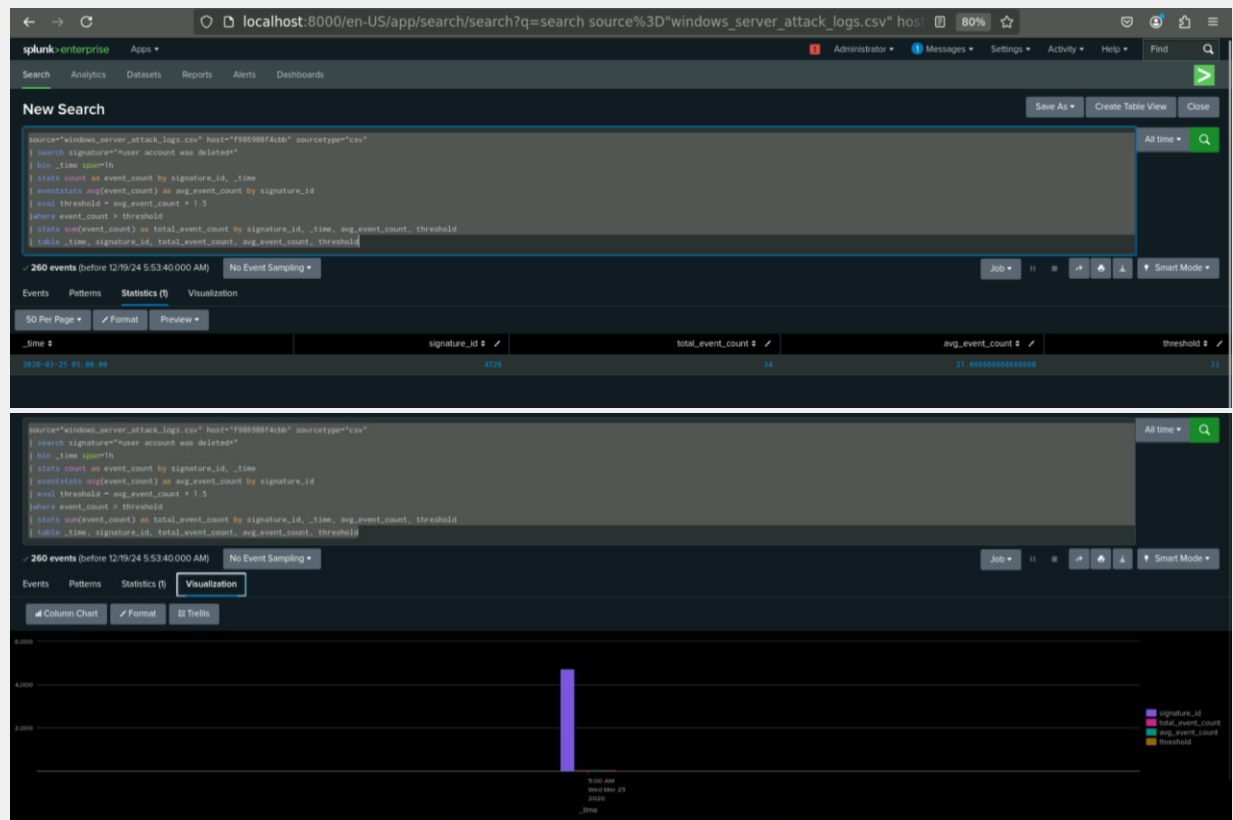 localhost:8000/en-US/app/search/search?q=search source%3D"windows_server_attack_logs.csv" host 80%
splunk>enterprise Apps Administrator 1 Messages Settings Activity Help Find
Search Analytics Datasets Reports Alerts Dashboards
New Search Save As Create Table View Close
source="windows_server_attack_logs.csv" host="f986908f4cbb" sourcetype="csv" All time
| search signature="*user account was deleted*"
| bin _time span=1h
| stats count as event_count by signature_id, _time
| eventstats avg(event_count) as avg_event_count by signature_id
| eval threshold = avg_event_count * 1.5
|where event_count > threshold
| stats sum(event_count) as total_event_count by signature_id, _time, avg_event_count, threshold
| table _time, signature_id, total_event_count, avg_event_count, threshold
260 events (before 12/19/24 5:53:40.000 AM) No Event Sampling Job Smart Mode
Events Patterns Statistics (1) Visualization
50 Per Page Format Preview
_time signature_id total_event_count avg_event_count threshold
2020-03-25 05:00:00 4726 34 33
source="windows_server_attack_logs.csv" host="f986908f4cbb" sourcetype="csv" All time
| search signature="*user account was deleted*"
| bin _time span=1h
| stats count as event_count by signature_id, _time
| eventstats avg(event_count) as avg_event_count by signature_id
| eval threshold = avg_event_count * 1.5
|where event_count > threshold
| stats sum(event_count) as total_event_count by signature_id, _time, avg_event_count, threshold
| table _time, signature_id, total_event_count, avg_event_count, threshold
260 events (before 12/19/24 5:53:40.000 AM) No Event Sampling Job Smart Mode
Events Patterns Statistics (1) Visualization
Column Chart Format Trellis
6,000
4,000
2,000
signature_id
total_event_count
avg_event_count
threshold
5:00 AM
Wed Mar 25
2020
_time